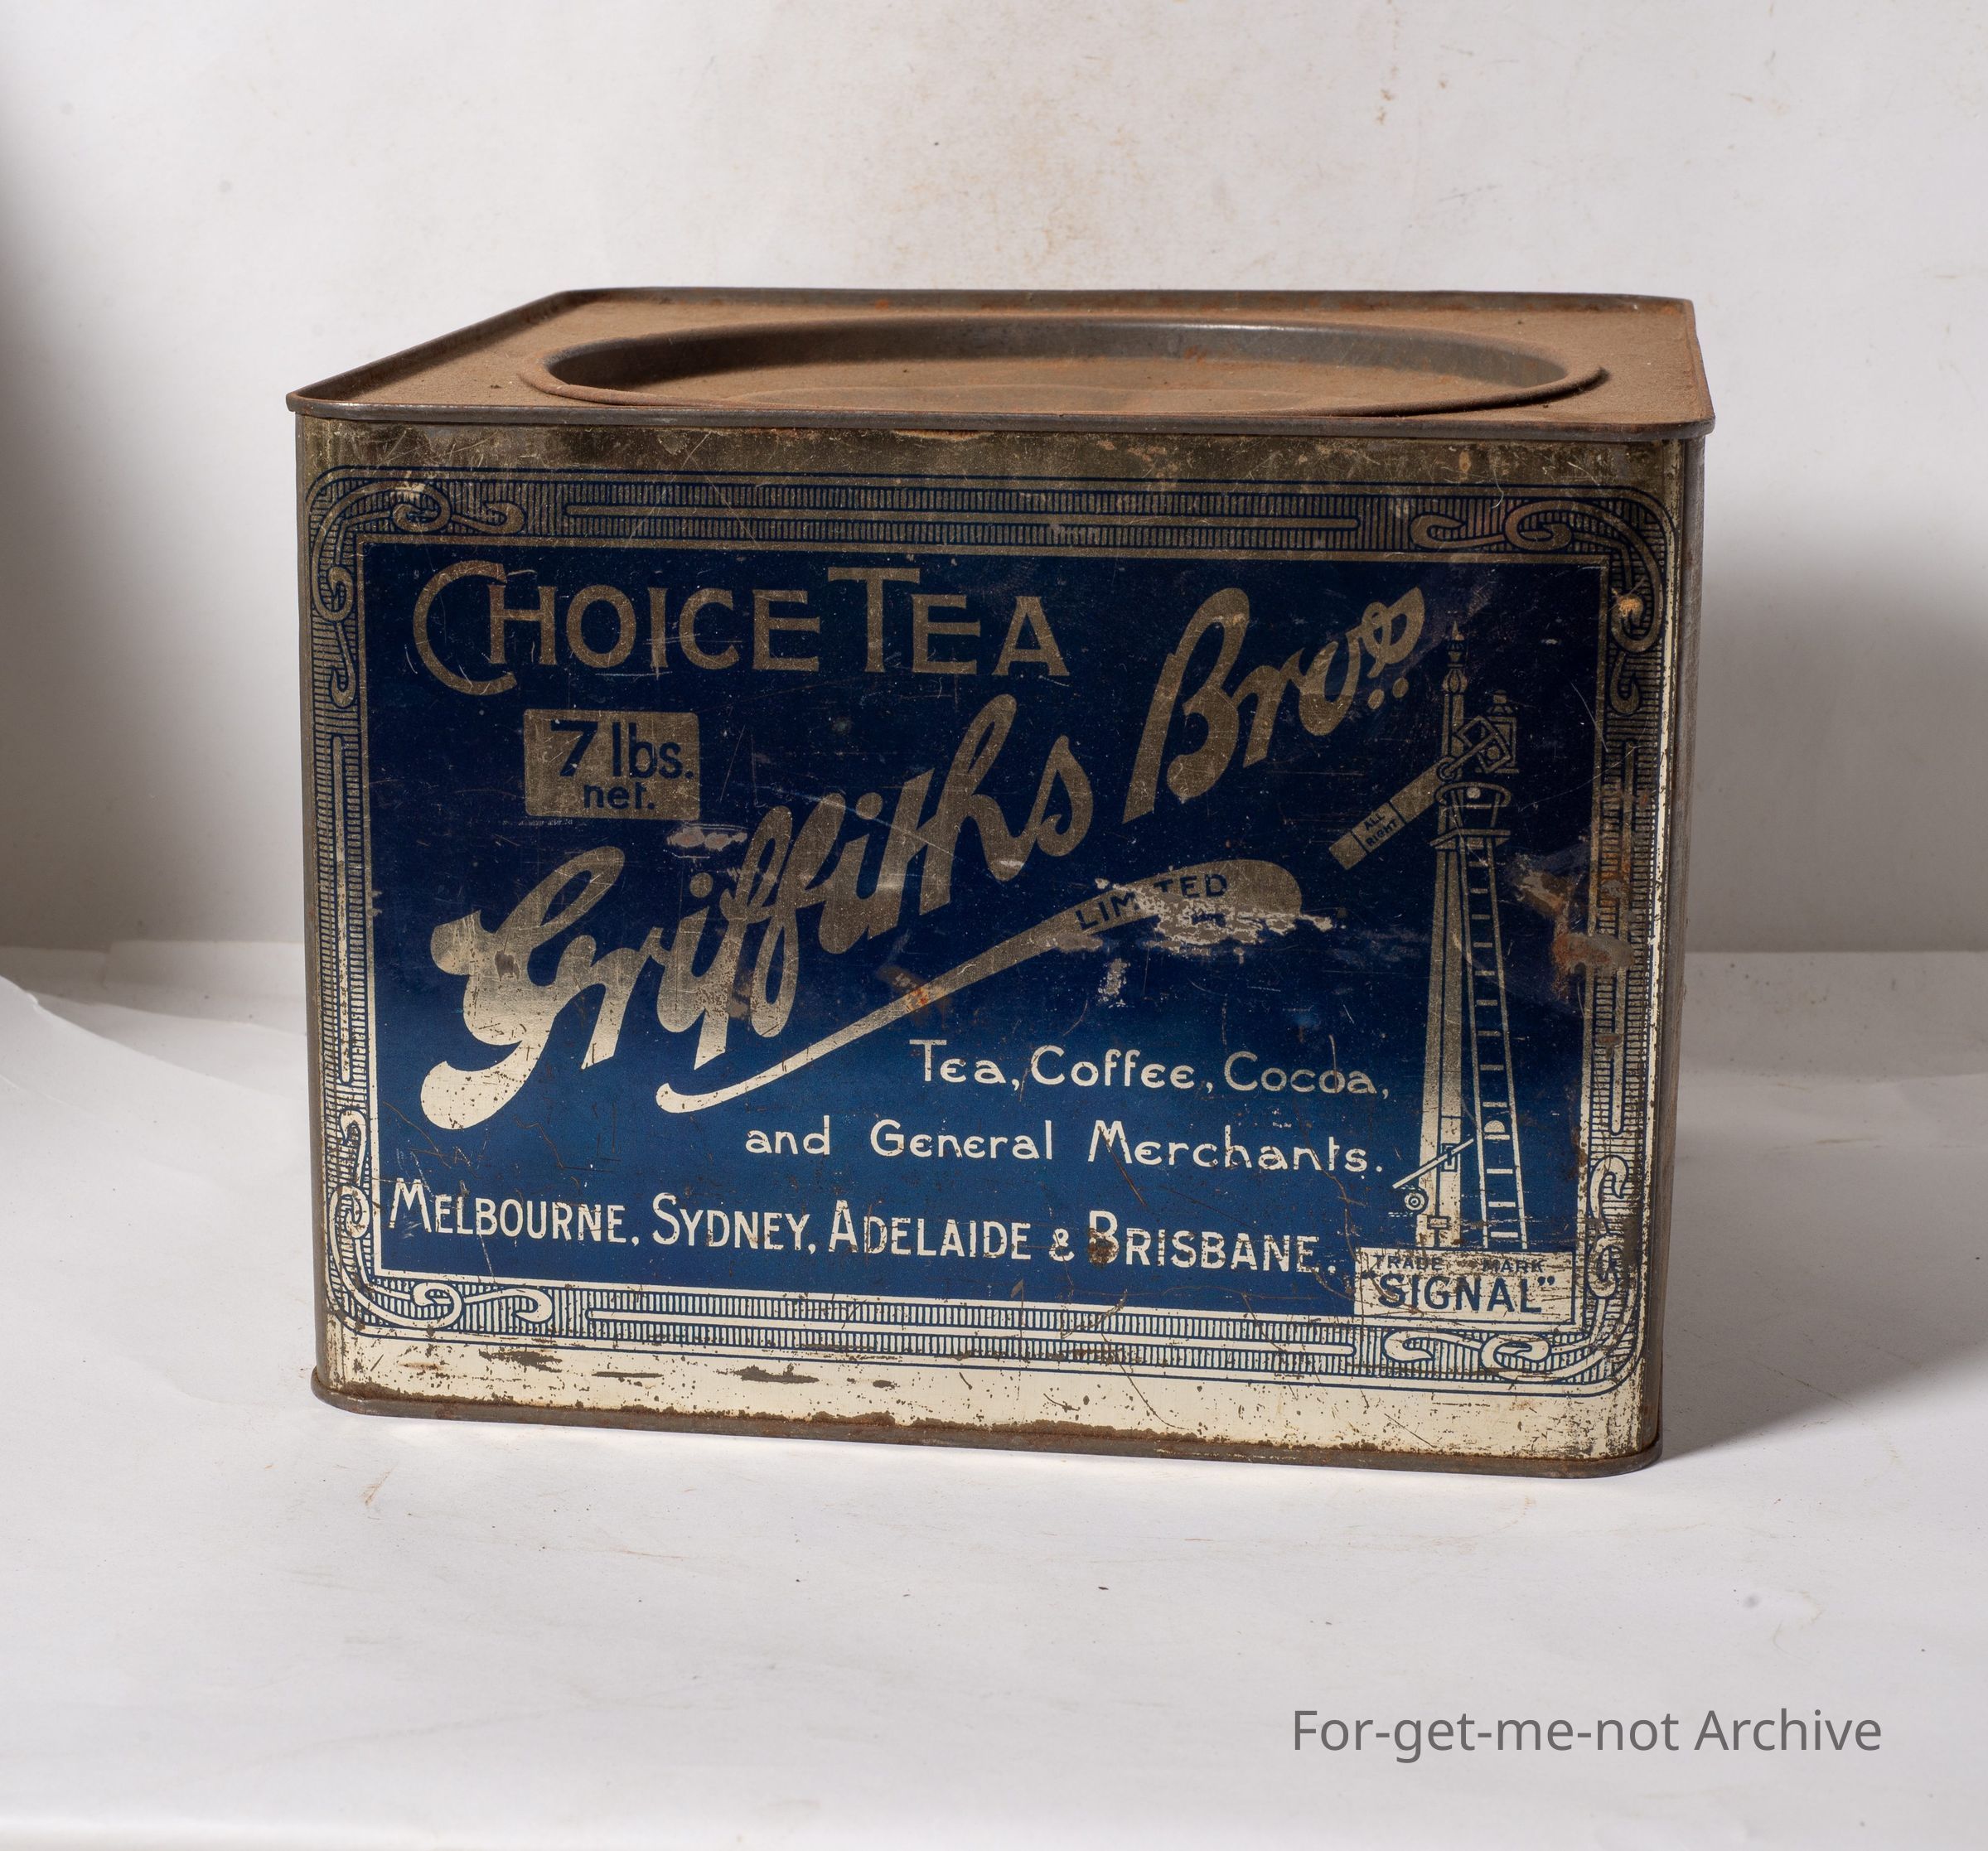 CHOICE TEA
7 lbs.
net.
Griffiths Bros
LIMITED
ALL
RIGHT
Tea, Coffee, Cocoa,
and General Merchants.
MELBOURNE, SYDNEY, ADELAIDE & BRISBANE.
TRADE MARK
"SIGNAL"
For-get-me-not Archive